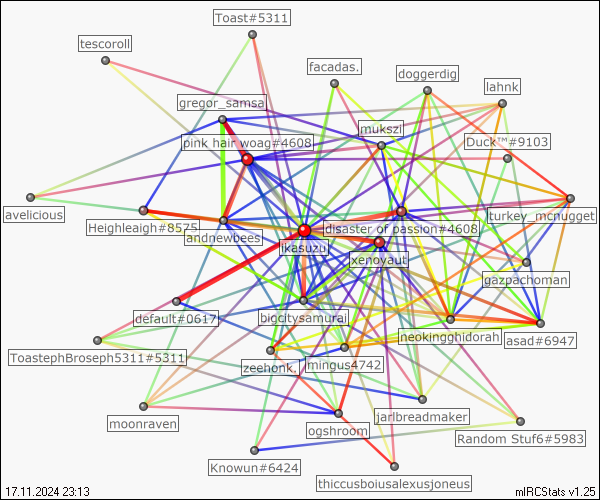 Toast#5311
tescoroll
facadas.
doggerdig
lahnk
gregor_samsa
mukszi
pink hair woag#4608
Duck™#9103
avelicious
Heighleaigh#8575
andnewbees
ikasuzu
disaster of passion#4608
turkey_mcnugget
xenoyaut
gazpachoman
default#0617
bigcitysamurai
neokingghidorah
asad#6947
ToastephBroseph5311#5311
zeehonk.
mingus4742
moonraven
jarlbreadmaker
ogshroom
Random Stuf6#5983
Knowun#6424
thiccusboiusalexusjoneus
17.11.2024 23:13
mIRCStats v1.25